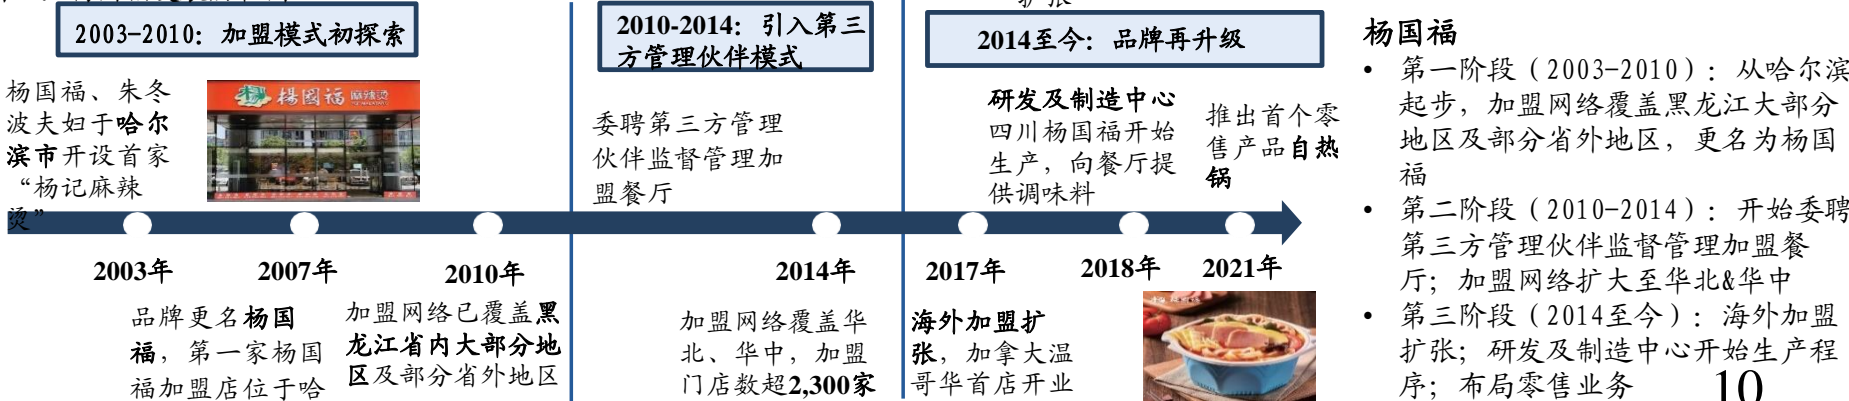 扩张
2003-2010：加盟模式初探索
2010-2014：引入第三
方管理伙伴模式
2014至今：品牌再升级
杨国福、朱冬
波夫妇于哈尔
滨市开设首家
“杨记麻辣
烫”
楊國福 麻辣烫
委聘第三方管理
伙伴监督管理加
盟餐厅
研发及制造中心
四川杨国福开始
生产，向餐厅提
供调味料
推出首个零
售产品自热
锅
2003年
2007年
2010年
2014年
2017年
2018年
2021年
品牌更名杨国
福，第一家杨国
福加盟店位于哈
加盟网络已覆盖黑
龙江省内大部分地
区及部分省外地区
加盟网络覆盖华
北、华中，加盟
门店数超2,300家
海外加盟扩
张，加拿大温
哥华首店开业
杨国福
• 第一阶段（2003-2010）：从哈尔滨
起步，加盟网络覆盖黑龙江大部分
地区及部分省外地区，更名为杨国
福
• 第二阶段（2010-2014）：开始委聘
第三方管理伙伴监督管理加盟餐
厅；加盟网络扩大至华北&华中
• 第三阶段（2014至今）：海外加盟
扩张；研发及制造中心开始生产程
序；布局零售业务
10